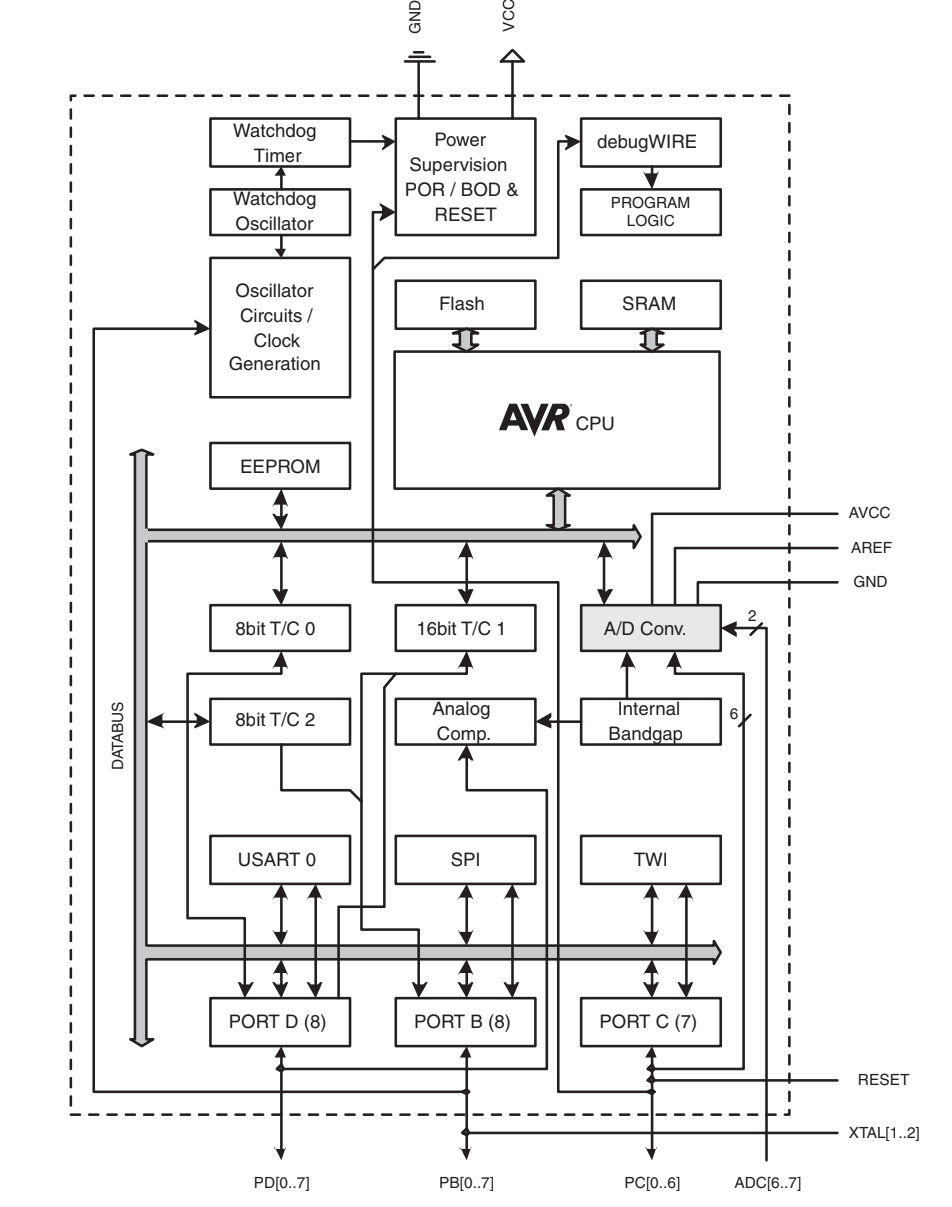 GND
VCC
Watchdog
Timer
Power
Supervision
POR / BOD &
RESET
debugWIRE
Watchdog
Oscillator
PROGRAM
LOGIC
Oscillator
Circuits /
Clock
Generation
Flash
SRAM
AVR CPU
EEPROM
AVCC
AREF
GND
8bit T/C 0
16bit T/C 1
A/D Conv.
2
DATABUS
8bit T/C 2
Analog
Comp.
Internal
Bandgap
6
USART 0
SPI
TWI
PORT D (8)
PORT B (8)
PORT C (7)
RESET
XTAL[1..2]
PD[0..7]
PB[0..7]
PC[0..6]
ADC[6..7]